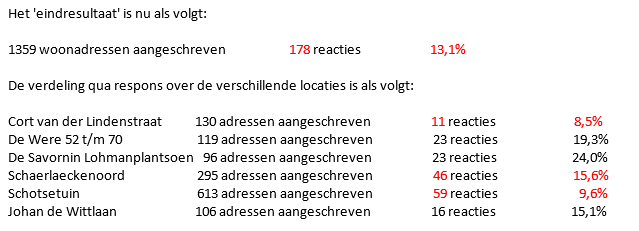 Het 'eindresultaat' is nu als volgt:
1359 woonadressen aangeschreven 178 reacties 13,1%
De verdeling qua respons over de verschillende locaties is als volgt:
Cort van der Lindenstraat 130 adressen aangeschreven 11 reacties 8,5%
De Were 52 t/m 70 119 adressen aangeschreven 23 reacties 19,3%
De Savornin Lohmanplantsoen 96 adressen aangeschreven 23 reacties 24,0%
Schaerlaeckenoord 295 adressen aangeschreven 46 reacties 15,6%
Schotsetuin 613 adressen aangeschreven 59 reacties 9,6%
Johan de Wittlaan 106 adressen aangeschreven 16 reacties 15,1%